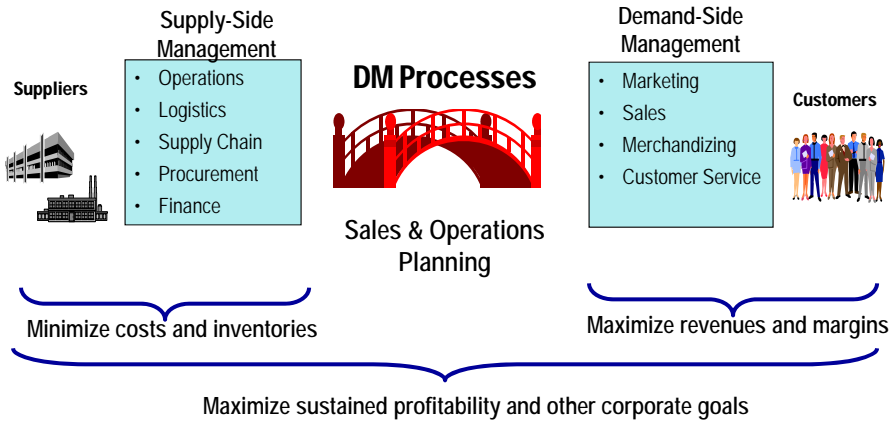 Supply-Side
Management
Suppliers
• Operations
• Logistics
• Supply Chain
• Procurement
• Finance
DM Processes
Sales & Operations
Planning
Demand-Side
Management
• Marketing
• Sales
• Merchandizing
• Customer Service
Customers
Minimize costs and inventories
Maximize revenues and margins
Maximize sustained profitability and other corporate goals